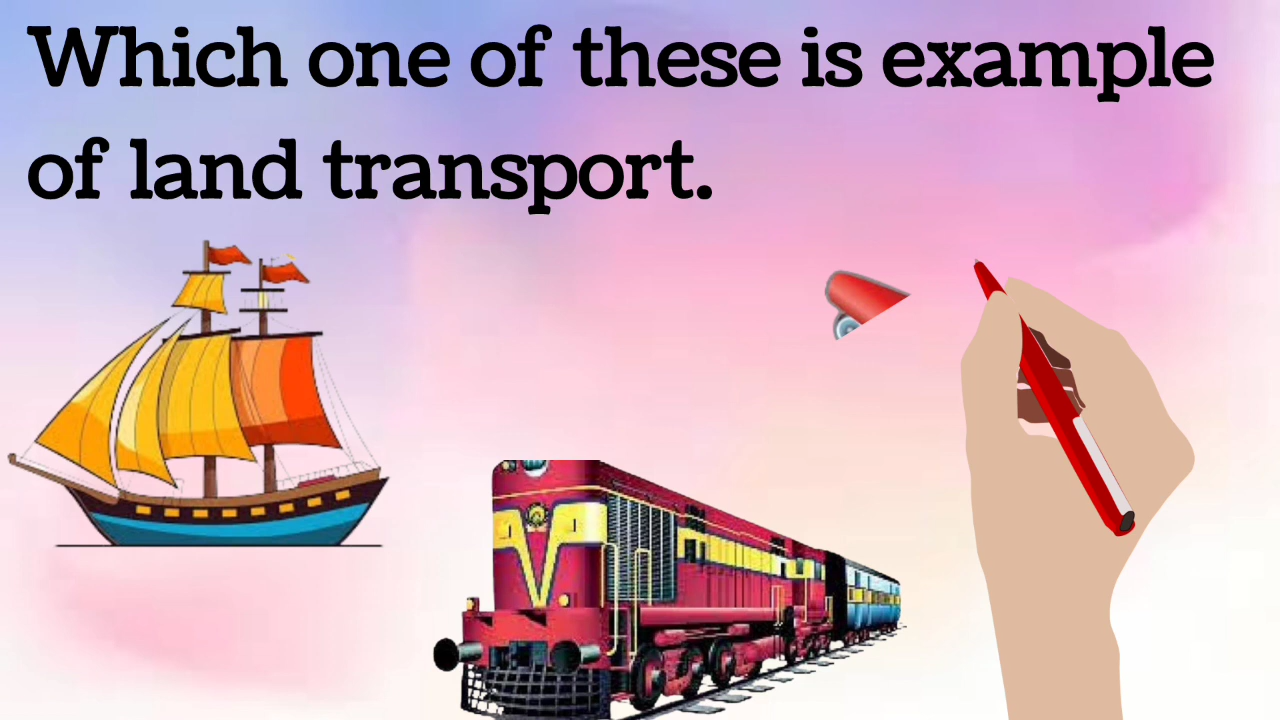 Which one of these is example
of land transport.